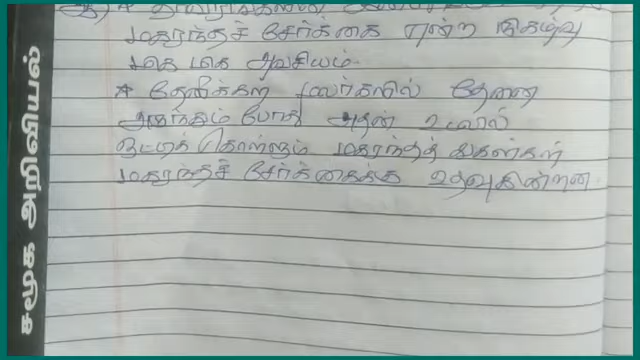 மகரந்தச் சேர்க்கை என்ற நிகழ்வு
மிக மிக அவசியம்.
* தேனீக்கள் மலர்களில் தேனை
அருந்தும் போது அதன் உடலில்
ஒட்டிக் கொள்ளும் மகரந்தத் துகள்கள்
மகரந்தச் சேர்க்கைக்கு உதவுகின்றன.
சமூக அறிவியல்